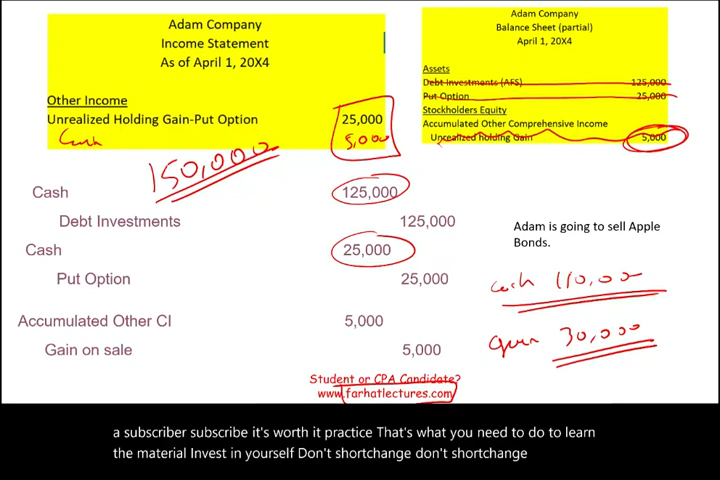 Adam Company
Income Statement
As of April 1, 20X4
Other Income
Unrealized Holding Gain-Put Option 25,000
Cash 5,000
150,000
Adam Company
Balance Sheet (partial)
April 1, 20X4
Assets
Debt Investments (AFS) 125,000
Put Option 25,000
Stockholders Equity
Accumulated Other Comprehensive Income
Unrealized holding Gain 5,000
Cash 125,000
Debt Investments 125,000
Cash 25,000
Put Option 25,000
Accumulated Other CI 5,000
Gain on sale 5,000
Adam is going to sell Apple
Bonds.
Cash
30,000
Student or CPA Candidate?
www.farhatlectures.com
a subscriber subscribe it's worth it practice That's what you need to do to learn
the material Invest in yourself Don't shortchange don't shortchange